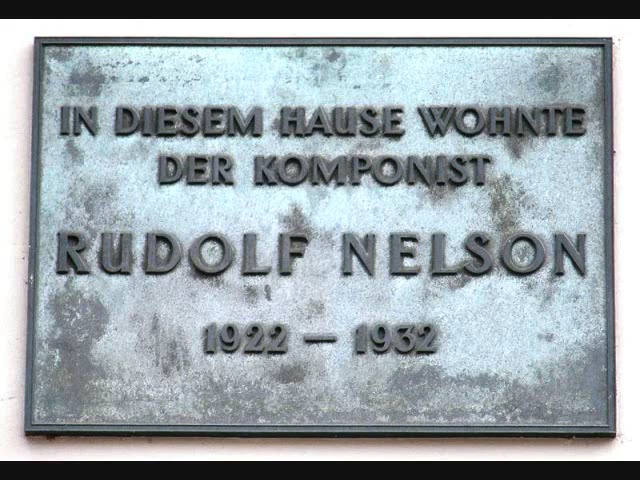 IN DIESEM HAUSE WOHNTE
DER KOMPONIST
RUDOLF NELSON
1922 – 1932